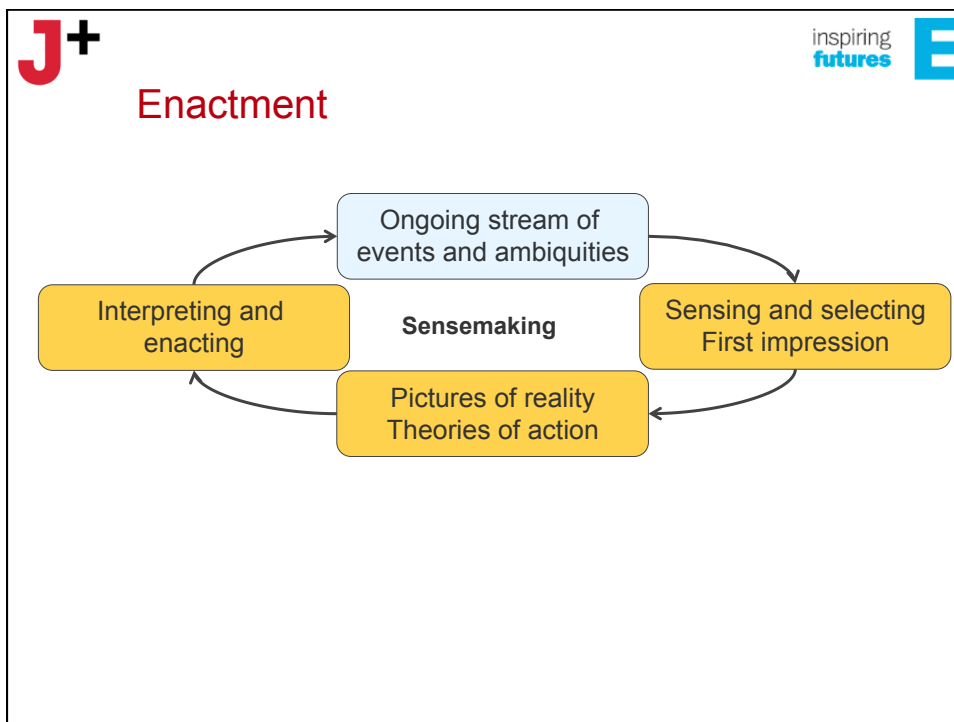 J+
inspiring
futures
E
Enactment
Ongoing stream of
events and ambiquities
Interpreting and
enacting
Sensemaking
Sensing and selecting
First impression
Pictures of reality
Theories of action